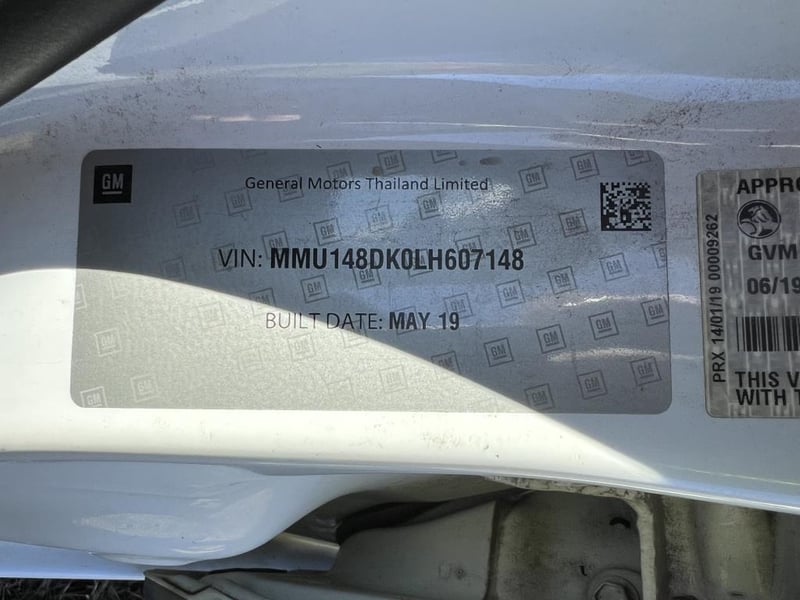 GM
General Motors Thailand Limited
VIN: MMU148DK0LH607148
BUILT DATE: MAY 19
PRX 14/01/19 00009262
APPRO
GVM
06/19
THIS V
WITH T